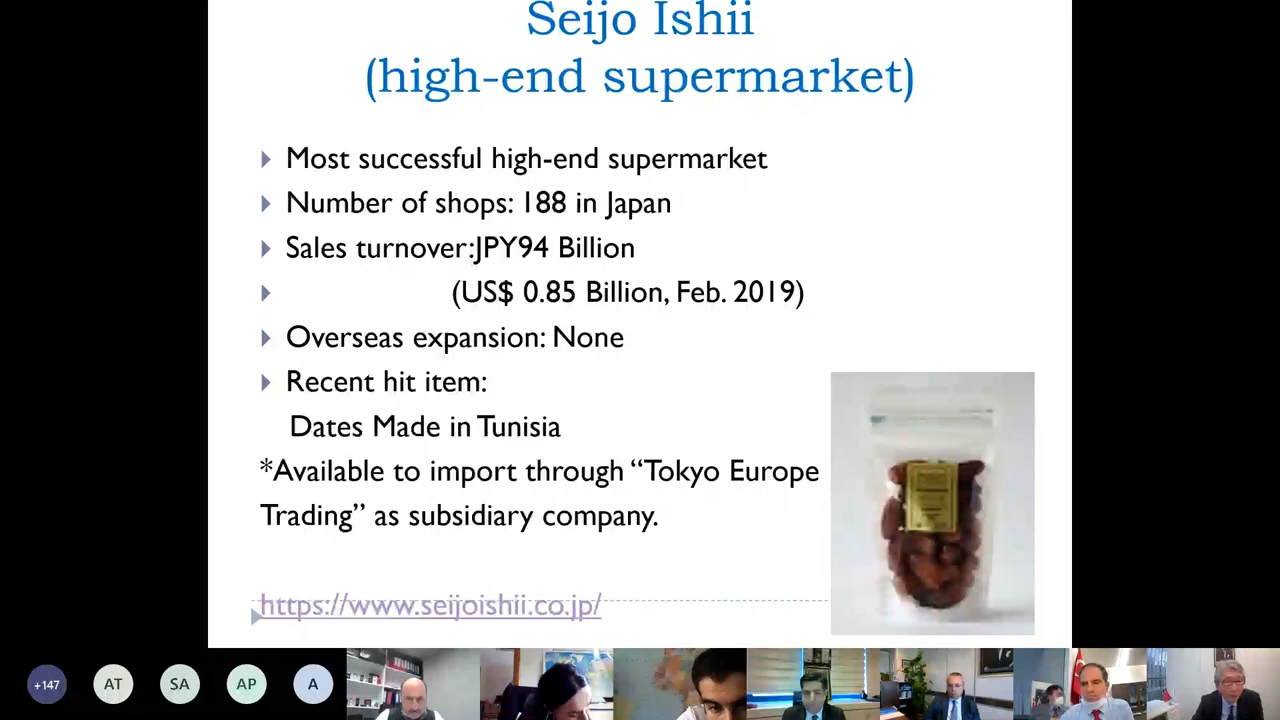 Seijo Ishii
(high-end supermarket)
Most successful high-end supermarket
Number of shops: 188 in Japan
Sales turnover:JPY94 Billion
(US$ 0.85 Billion, Feb. 2019)
Overseas expansion: None
Recent hit item:
Dates Made in Tunisia
*Available to import through “Tokyo Europe
Trading” as subsidiary company.
https://www.seijoishii.co.jp/
+147
AT
SA
AP
A